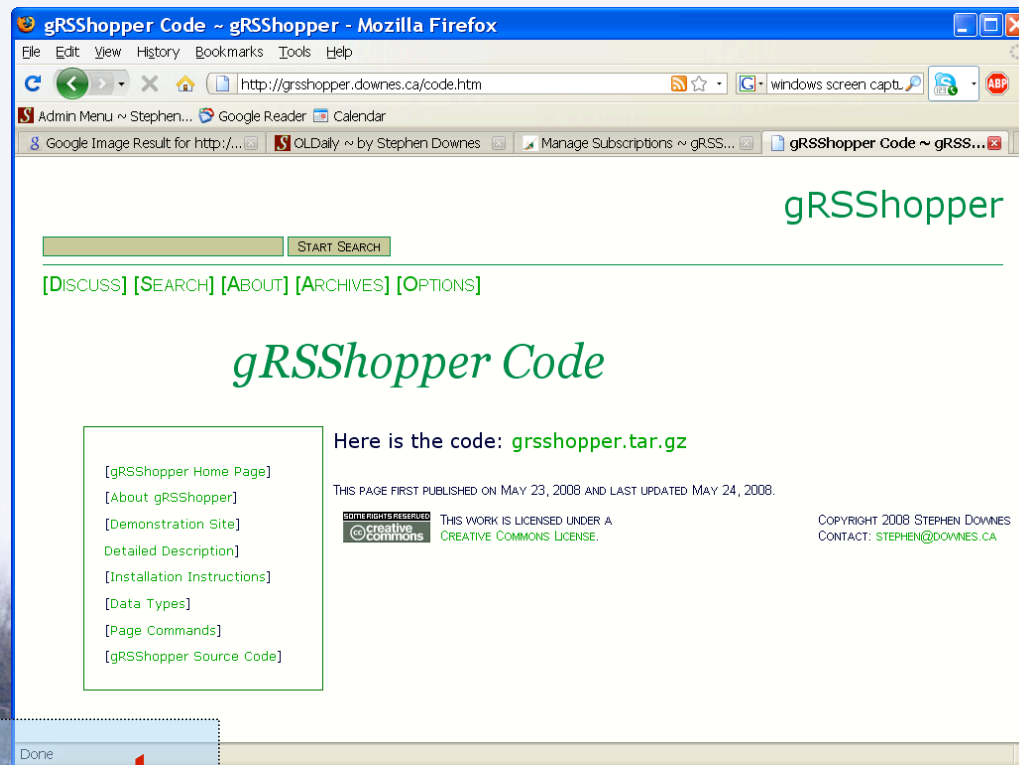 gRSShopper Code ~ gRSShopper - Mozilla Firefox
File Edit View History Bookmarks Tools Help
http://grsshopper.downes.ca/code.htm G windows screen captu ABP
S Admin Menu ~ Stephen... Google Reader Calendar
8 Google Image Result for http:/... S OLDaily ~ by Stephen Downes Manage Subscriptions ~ gRSS... gRSShopper Code ~ gRSS...
gRSShopper
START SEARCH
[DISCUSS] [SEARCH] [ABOUT] [ARCHIVES] [OPTIONS]
gRSShopper Code
Here is the code: grsshopper.tar.gz
[gRSShopper Home Page]
[About gRSShopper]
[Demonstration Site]
Detailed Description]
[Installation Instructions]
[Data Types]
[Page Commands]
[gRSShopper Source Code]
THIS PAGE FIRST PUBLISHED ON MAY 23, 2008 AND LAST UPDATED MAY 24, 2008.
SOME RIGHTS RESERVED
cc creative commons
THIS WORK IS LICENSED UNDER A
CREATIVE COMMONS LICENSE.
COPYRIGHT 2008 STEPHEN DOWNES
CONTACT: STEPHEN@DOWNES.CA
Done